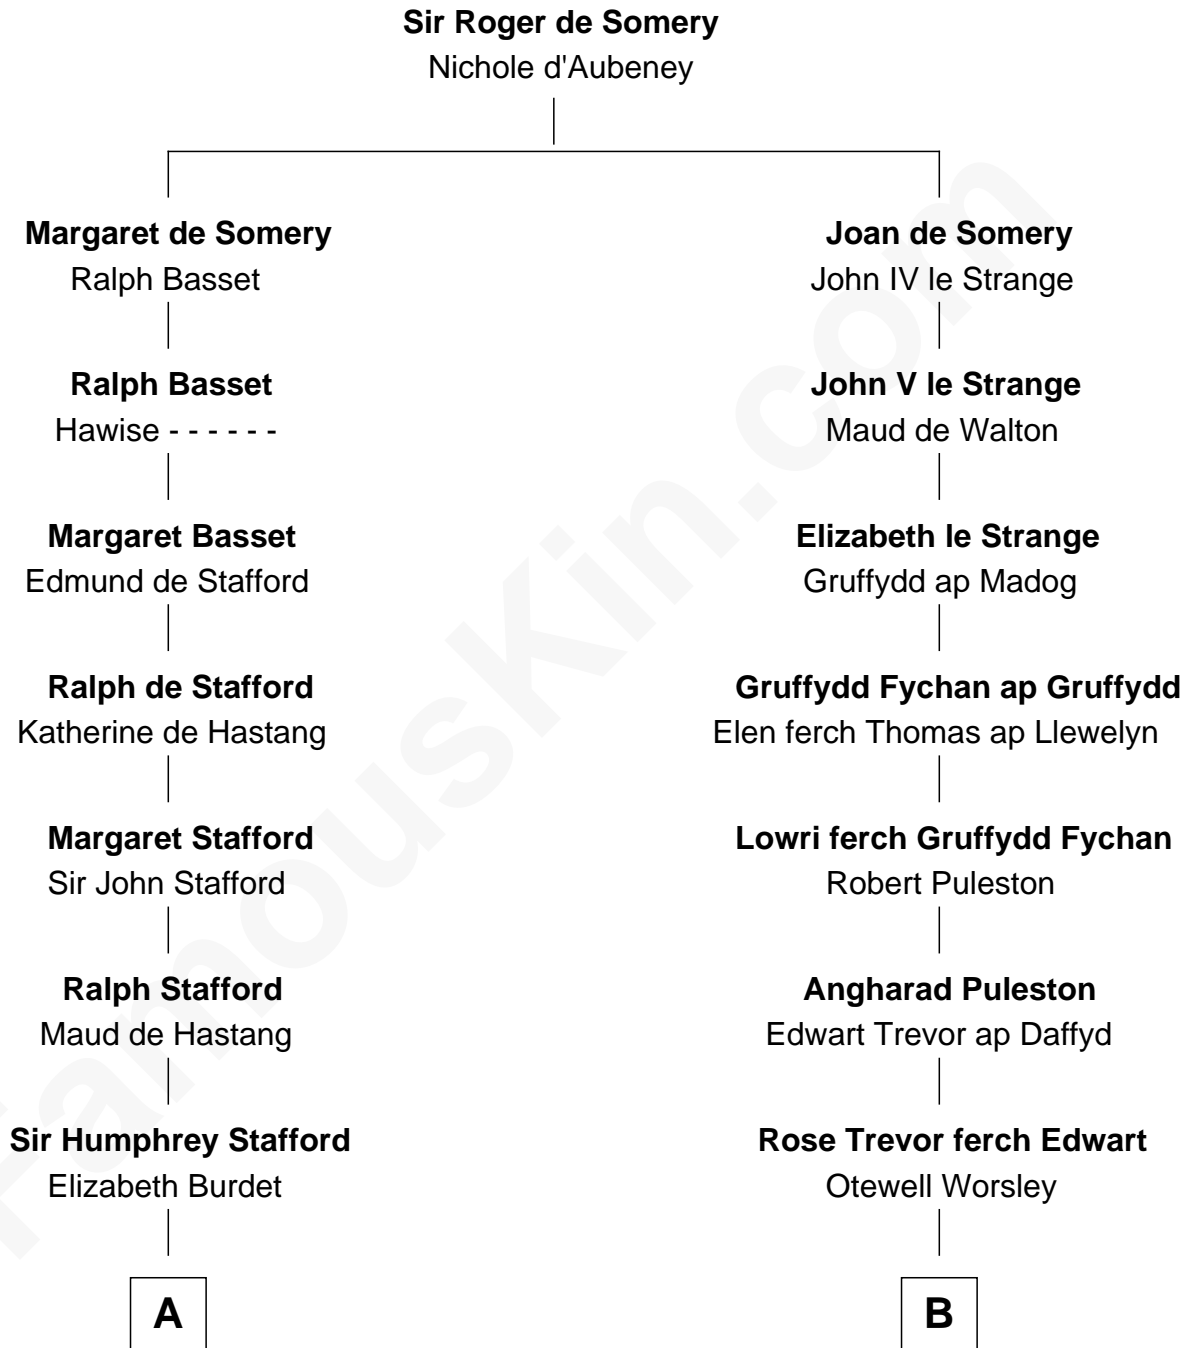 Sir Roger de Somery
Nichole d'Aubeney
Margaret de Somery
Ralph Basset
Joan de Somery
John IV le Strange
Ralph Basset
Hawise - - - - - -
John V le Strange
Maud de Walton
Margaret Basset
Edmund de Stafford
Elizabeth le Strange
Gruffydd ap Madog
Ralph de Stafford
Katherine de Hastang
Gruffydd Fychan ap Gruffydd
Elen ferch Thomas ap Llewelyn
Margaret Stafford
Sir John Stafford
Lowri ferch Gruffydd Fychan
Robert Puleston
Ralph Stafford
Maud de Hastang
Angharad Puleston
Edwart Trevor ap Daffyd
Sir Humphrey Stafford
Elizabeth Burdet
Rose Trevor ferch Edwart
Otewell Worsley
A
B
FamousKin.com